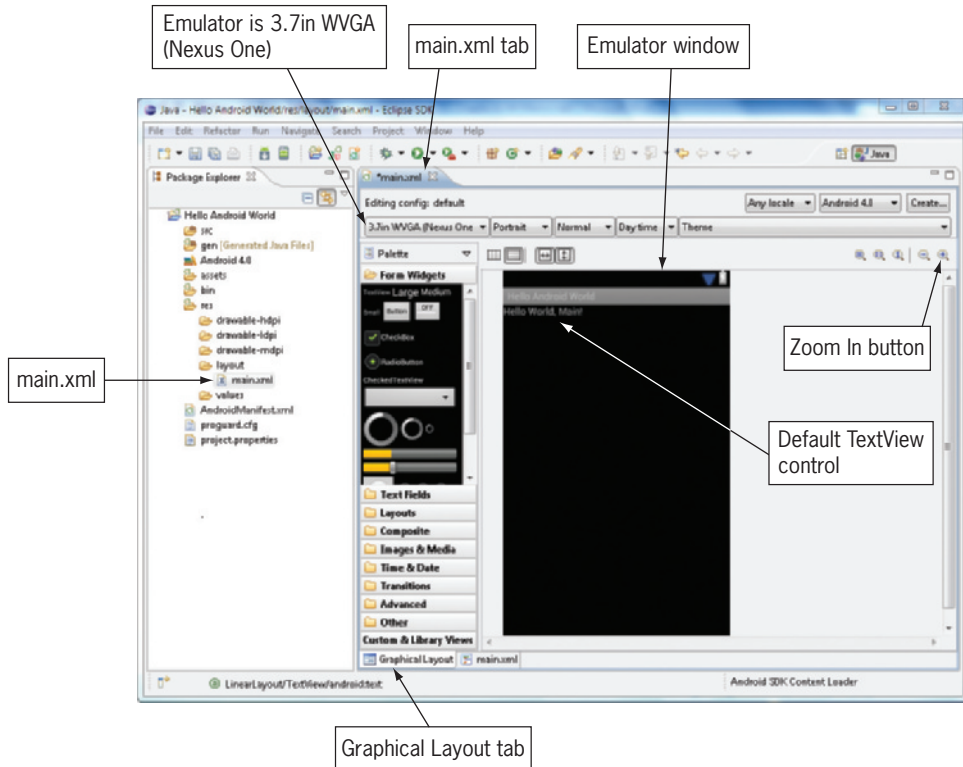 Emulator is 3.7in WVGA
(Nexus One)
main.xml tab
Emulator window
Java - Hello Android World/res/layout/main.xml - Eclipse SDK
File Edit Refactor Run Navigate Search Project Window Help
Java
Package Explorer
*main.xml
Editing config: default
Any locale
Android 4.0
Create...
3.7in WVGA (Nexus One
Portrait
Normal
Day time
Theme
Hello Android World
src
gen [Generated Java Files]
Android 4.0
assets
bin
res
drawable-hdpi
drawable-ldpi
drawable-mdpi
layout
main.xml
values
AndroidManifest.xml
proguard.cfg
project.properties
Palette
Form Widgets
TextView Large Medium
Small Button OFF
CheckBox
RadioButton
CheckedTextView
Text Fields
Layouts
Composite
Images & Media
Time & Date
Transitions
Advanced
Other
Custom & Library Views
Hello Android World
Hello World, Main!
Zoom In button
main.xml
Default TextView
control
Graphical Layout
main.xml
LinearLayout/TextView/android:text
Android SDK Content Loader
Graphical Layout tab